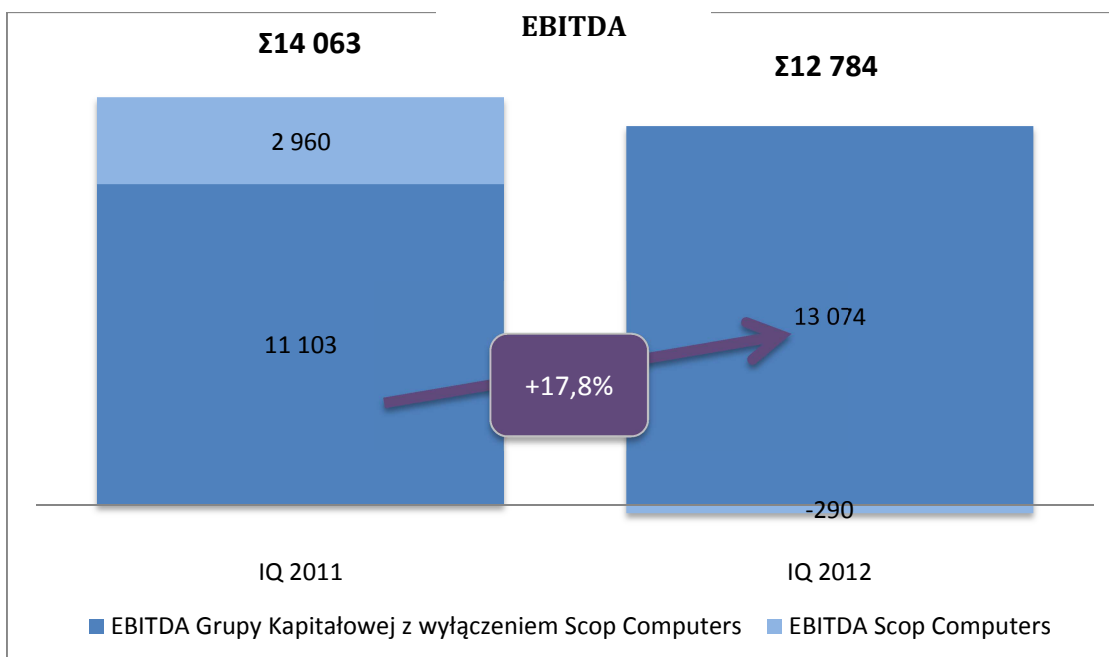 EBITDA
Σ14 063
Σ12 784
2 960
11 103
13 074
+17,8%
-290
IQ 2011
IQ 2012
EBITDA Grupy Kapitałowej z wyłączeniem Scop Computers
EBITDA Scop Computers